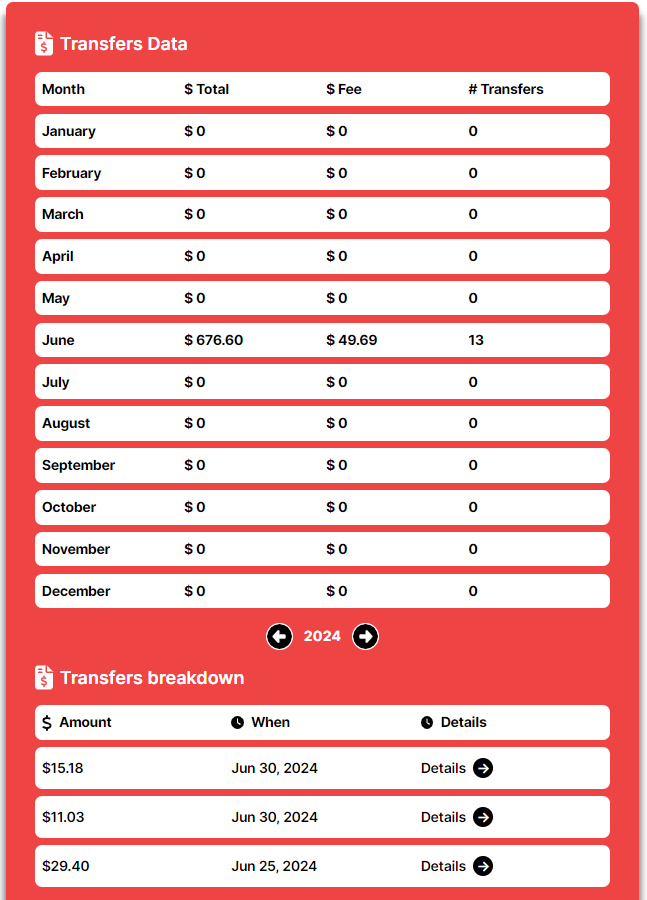 Transfers Data
Month $ Total $ Fee # Transfers
January $ 0 $ 0 0
February $ 0 $ 0 0
March $ 0 $ 0 0
April $ 0 $ 0 0
May $ 0 $ 0 0
June $ 676.60 $ 49.69 13
July $ 0 $ 0 0
August $ 0 $ 0 0
September $ 0 $ 0 0
October $ 0 $ 0 0
November $ 0 $ 0 0
December $ 0 $ 0 0
2024
Transfers breakdown
$ Amount When Details
$15.18 Jun 30, 2024 Details
$11.03 Jun 30, 2024 Details
$29.40 Jun 25, 2024 Details